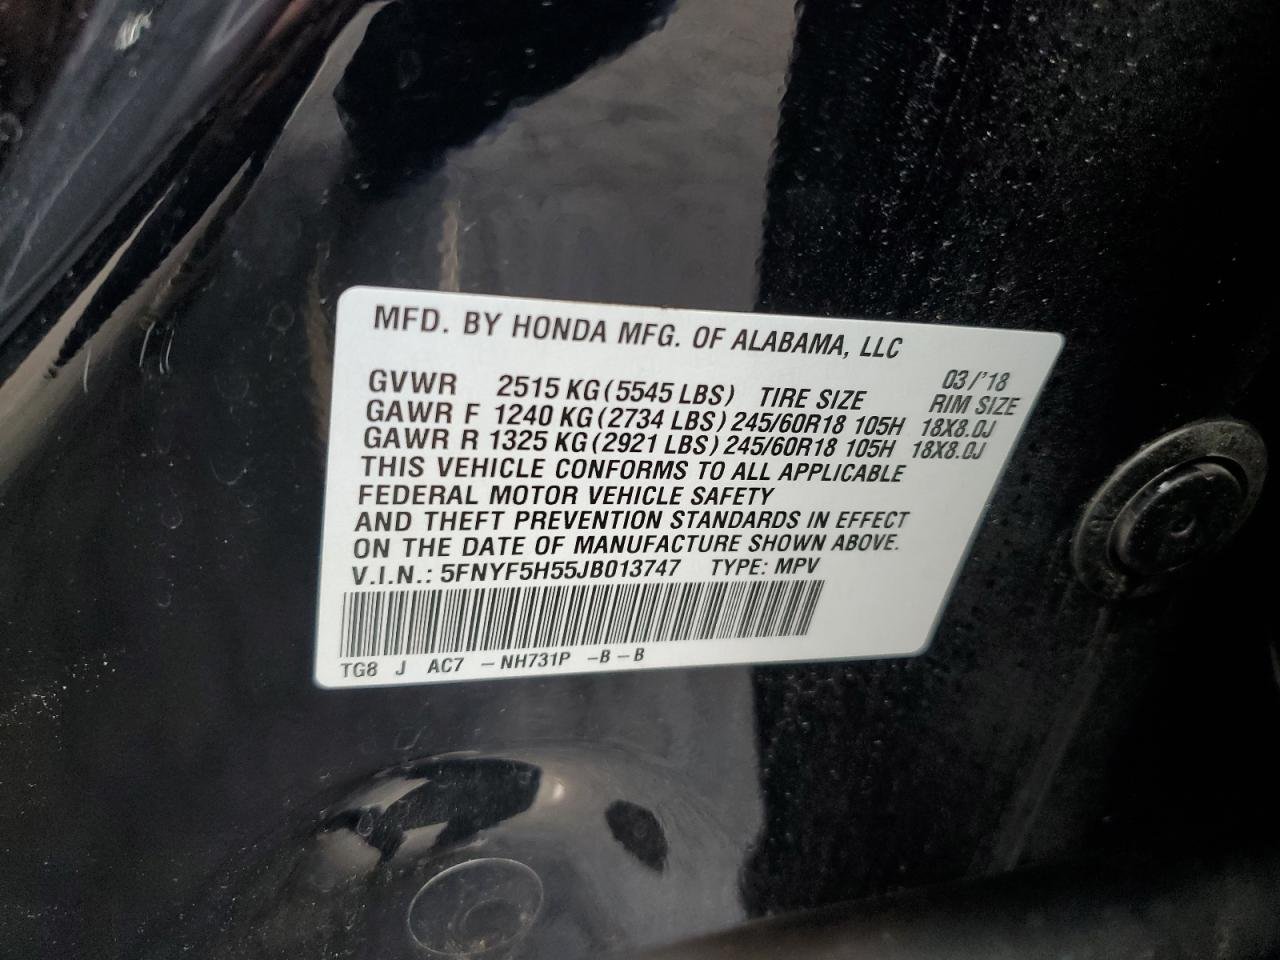 MFD. BY HONDA MFG. OF ALABAMA, LLC
03/'18
GVWR 2515 KG (5545 LBS) TIRE SIZE RIM SIZE
GAWR F 1240 KG (2734 LBS) 245/60R18 105H 18X8.0J
GAWR R 1325 KG (2921 LBS) 245/60R18 105H 18X8.0J
THIS VEHICLE CONFORMS TO ALL APPLICABLE
FEDERAL MOTOR VEHICLE SAFETY
AND THEFT PREVENTION STANDARDS IN EFFECT
ON THE DATE OF MANUFACTURE SHOWN ABOVE.
V.I.N.: 5FNYF5H55JB013747 TYPE: MPV
TG8 J AC7 – NH731P – B – B